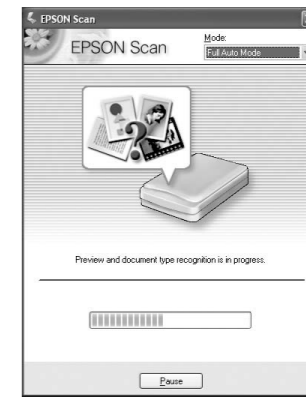 EPSON Scan
EPSON Scan
Mode:
Full Auto Mode
?
Preview and document type recognition is in progress.
Pause